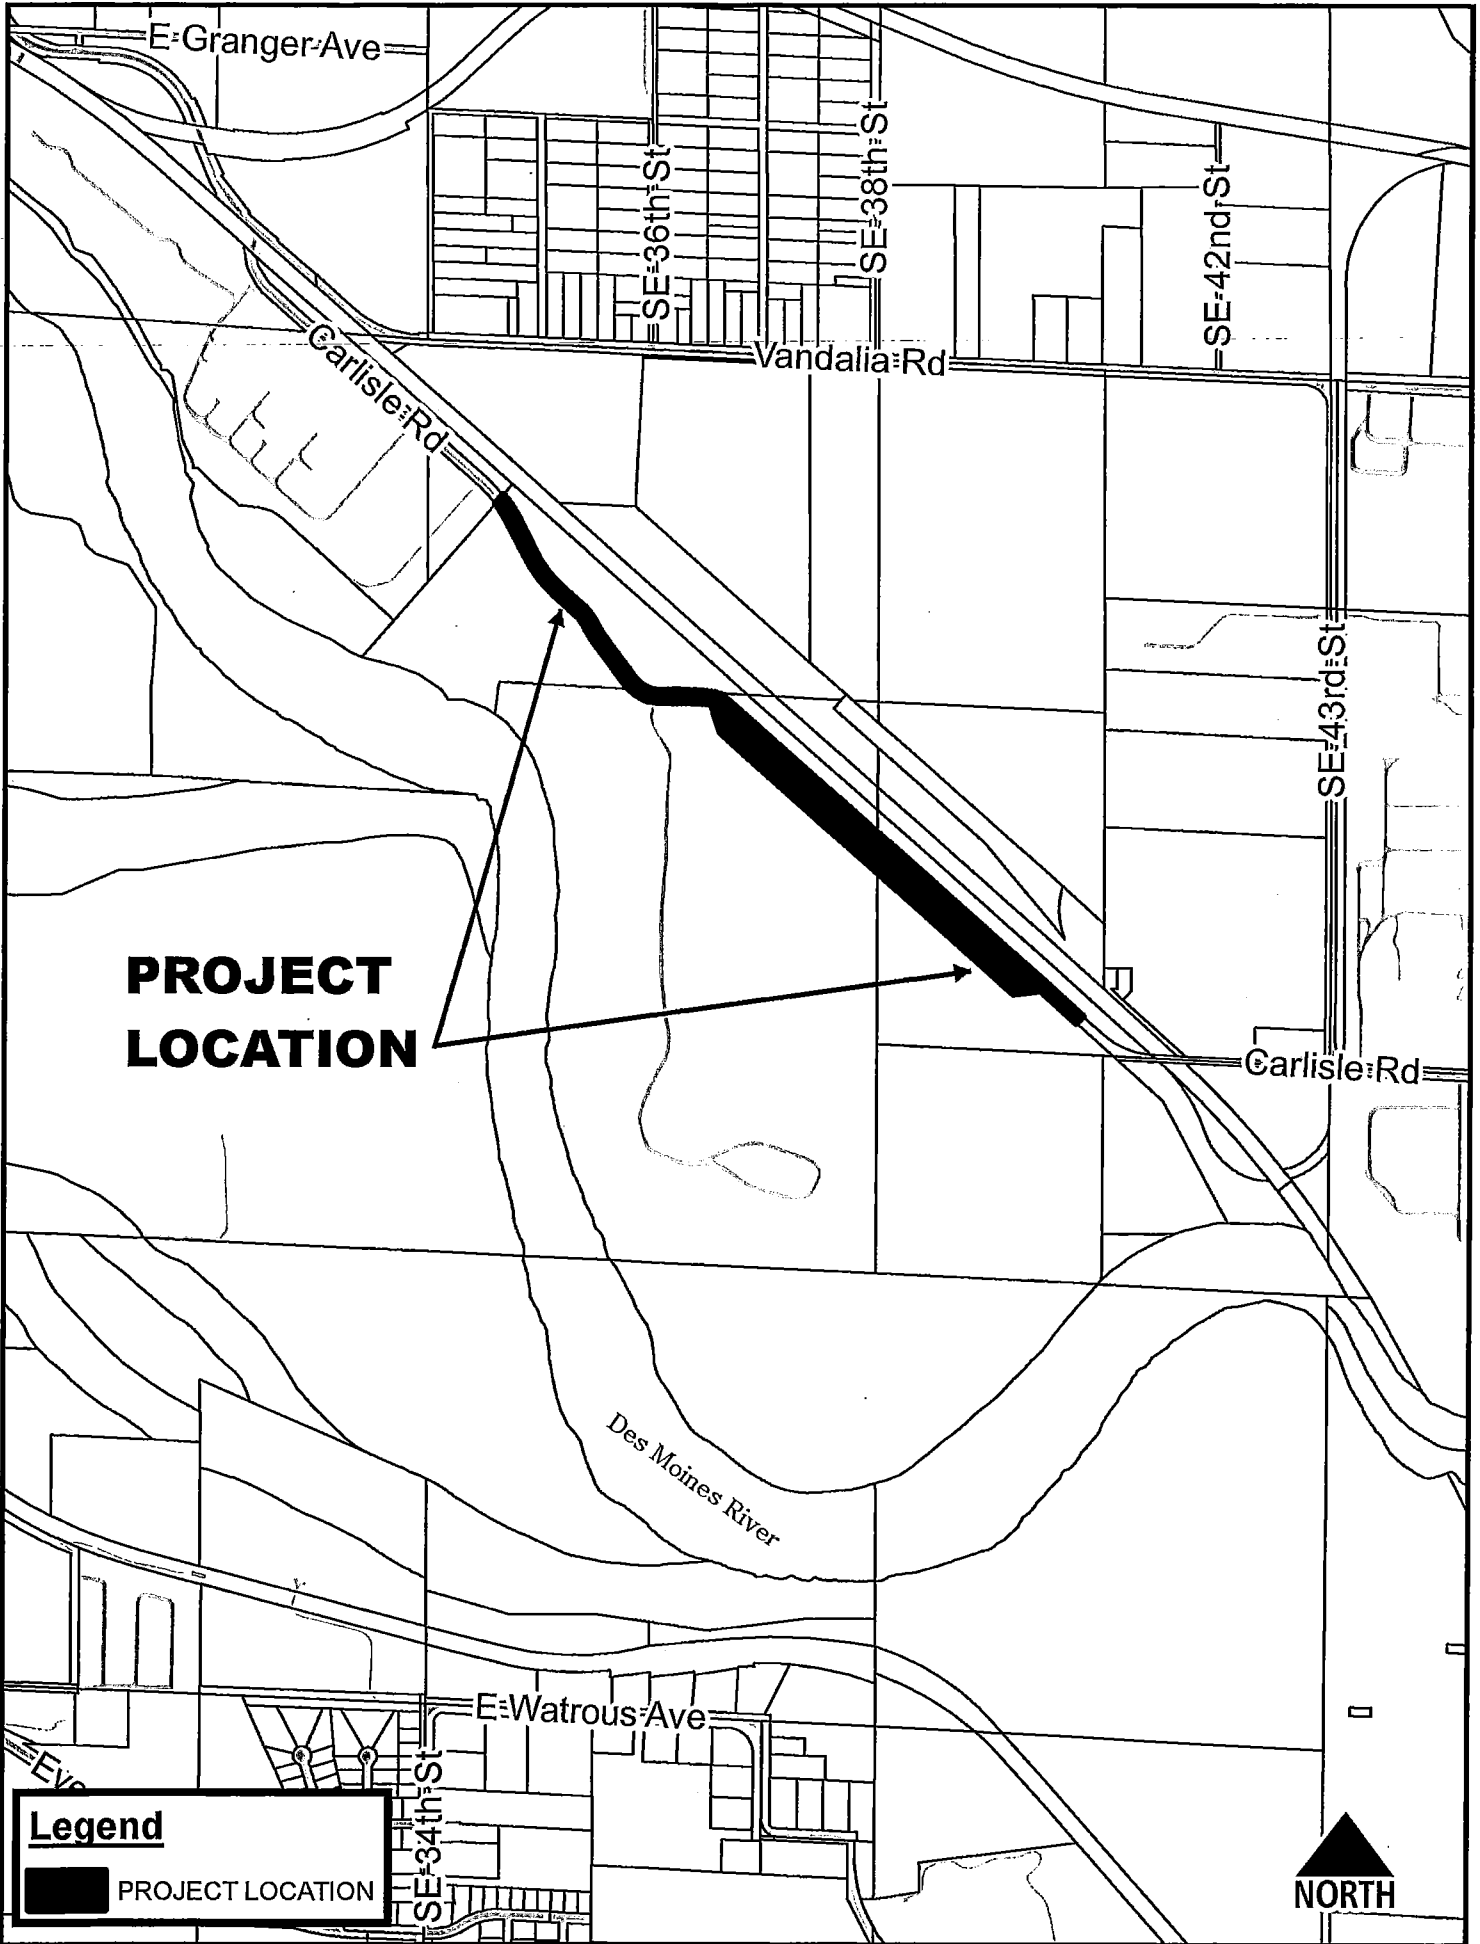 E Granger Ave
SE 36th St
SE 38th St
SE 42nd St
Vandalia Rd
Carlisle Rd
SE 43rd St
PROJECT
LOCATION
Carlisle Rd
Des Moines River
E Watrous Ave
SE 34th St
Legend
PROJECT LOCATION
NORTH